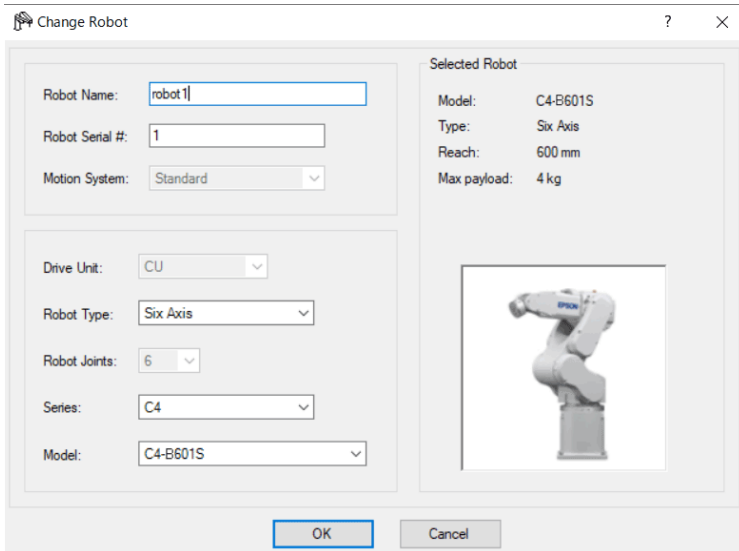 Change Robot
?
Robot Name: robot1
Robot Serial #: 1
Motion System: Standard
Drive Unit: CU
Robot Type: Six Axis
Robot Joints: 6
Series: C4
Model: C4-B601S
Selected Robot
Model: C4-B601S
Type: Six Axis
Reach: 600 mm
Max payload: 4 kg
EPSON
OK
Cancel